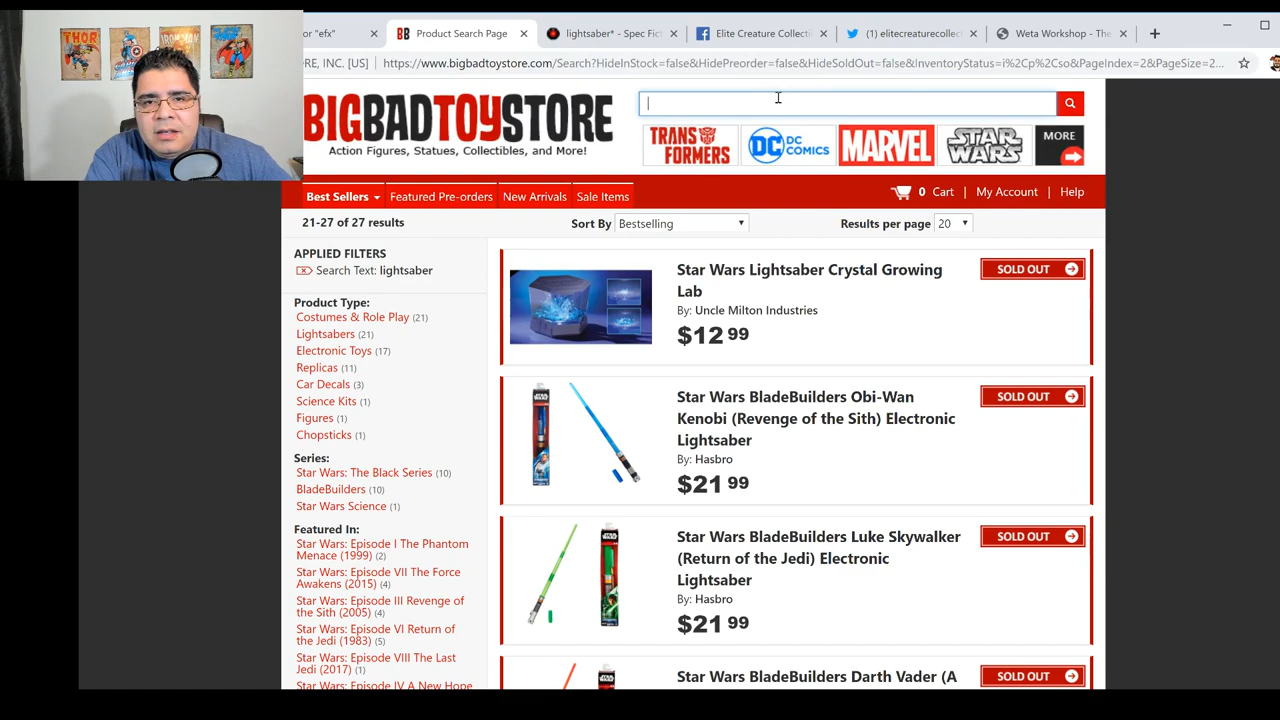 or "efx"
Product Search Page
lightsaber* - Spec Fic
Elite Creature Collecti
(1) elitecreaturecollec
Weta Workshop - The
RE, INC. [US]
https://www.bigbadtoystore.com/Search?HideInStock=false&HidePreorder=false&HideSoldOut=false&InventoryStatus=i%2Cp%2Cso&PageIndex=2&PageSize=2...
IRON MAN
BIGBADTOYSTORE
Action Figures, Statues, Collectibles, and More!
TRANSFORMERS
DC COMICS
MARVEL
STAR WARS
MORE
Best Sellers
Featured Pre-orders
New Arrivals
Sale Items
0 Cart
My Account
Help
21-27 of 27 results
Sort By
Bestselling
Results per page
20
APPLIED FILTERS
Search Text: lightsaber
Product Type:
Costumes & Role Play (21)
Lightsabers (21)
Electronic Toys (17)
Replicas (11)
Car Decals (3)
Science Kits (1)
Figures (1)
Chopsticks (1)
Series:
Star Wars: The Black Series (10)
BladeBuilders (10)
Star Wars Science (1)
Featured In:
Star Wars: Episode I The Phantom
Menace (1999) (2)
Star Wars: Episode VII The Force
Awakens (2015) (4)
Star Wars: Episode III Revenge of
the Sith (2005) (4)
Star Wars: Episode VI Return of
the Jedi (1983) (5)
Star Wars: Episode VIII The Last
Jedi (2017) (1)
Star Wars: Episode IV A New Hope
Star Wars Lightsaber Crystal Growing
Lab
By: Uncle Milton Industries
$12 99
SOLD OUT
Star Wars BladeBuilders Obi-Wan
Kenobi (Revenge of the Sith) Electronic
Lightsaber
By: Hasbro
$21 99
SOLD OUT
Star Wars BladeBuilders Luke Skywalker
(Return of the Jedi) Electronic
Lightsaber
By: Hasbro
$21 99
SOLD OUT
Star Wars BladeBuilders Darth Vader (A
SOLD OUT